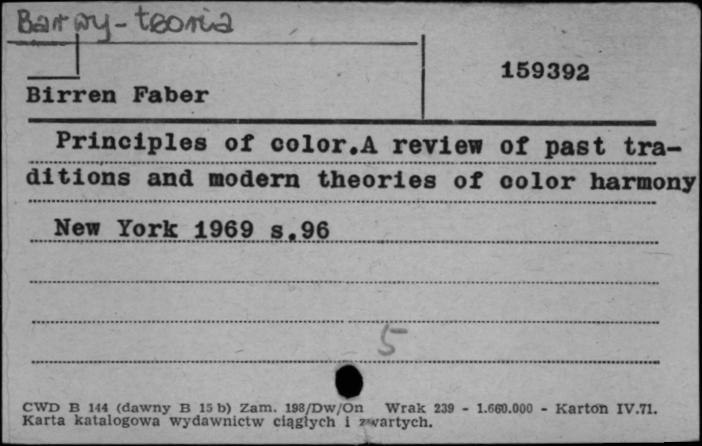 Barwy-teoria
159392
Birren Faber
Principles of color.A review of past tra-
ditions and modern theories of color harmony
New York 1969 s.96
5
CWD B 144 (dawny B 15 b) Zam. 198/Dw/On Wrak 239 - 1.660.000 - Karton IV.71.
Karta katalogowa wydawnictw ciągłych i zwartych.